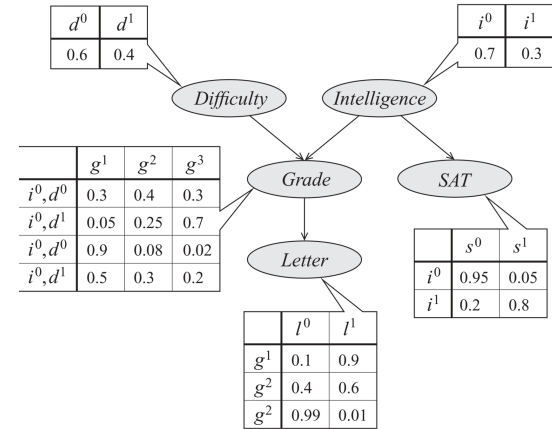 d⁰ d¹
0.6 0.4
i⁰ i¹
0.7 0.3
Difficulty
Intelligence
g¹ g² g³
i⁰,d⁰ 0.3 0.4 0.3
i⁰,d¹ 0.05 0.25 0.7
i⁰,d⁰ 0.9 0.08 0.02
i⁰,d¹ 0.5 0.3 0.2
Grade
SAT
s⁰ s¹
i⁰ 0.95 0.05
i¹ 0.2 0.8
Letter
l⁰ l¹
g¹ 0.1 0.9
g² 0.4 0.6
g² 0.99 0.01